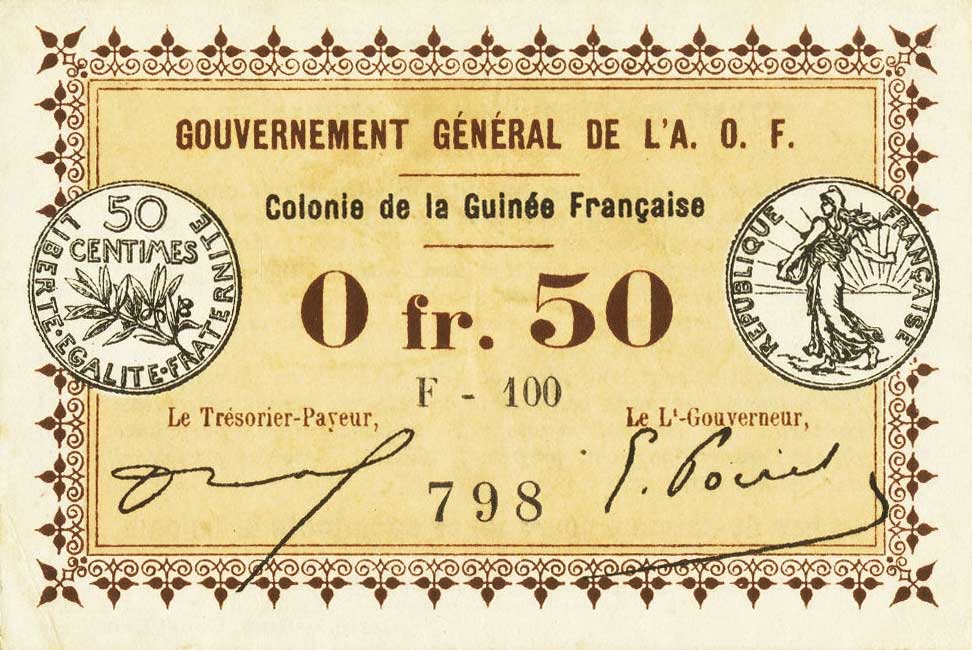 GOUVERNEMENT GÉNÉRAL DE L'A. O. F.
Colonie de la Guinée Française
50
CENTIMES
LIBERTE·EGALITE·FRATERNITE
REPUBLIQUE FRANÇAISE
0 fr. 50
F - 100
Le Trésorier-Payeur,
Le Lt-Gouverneur,
798